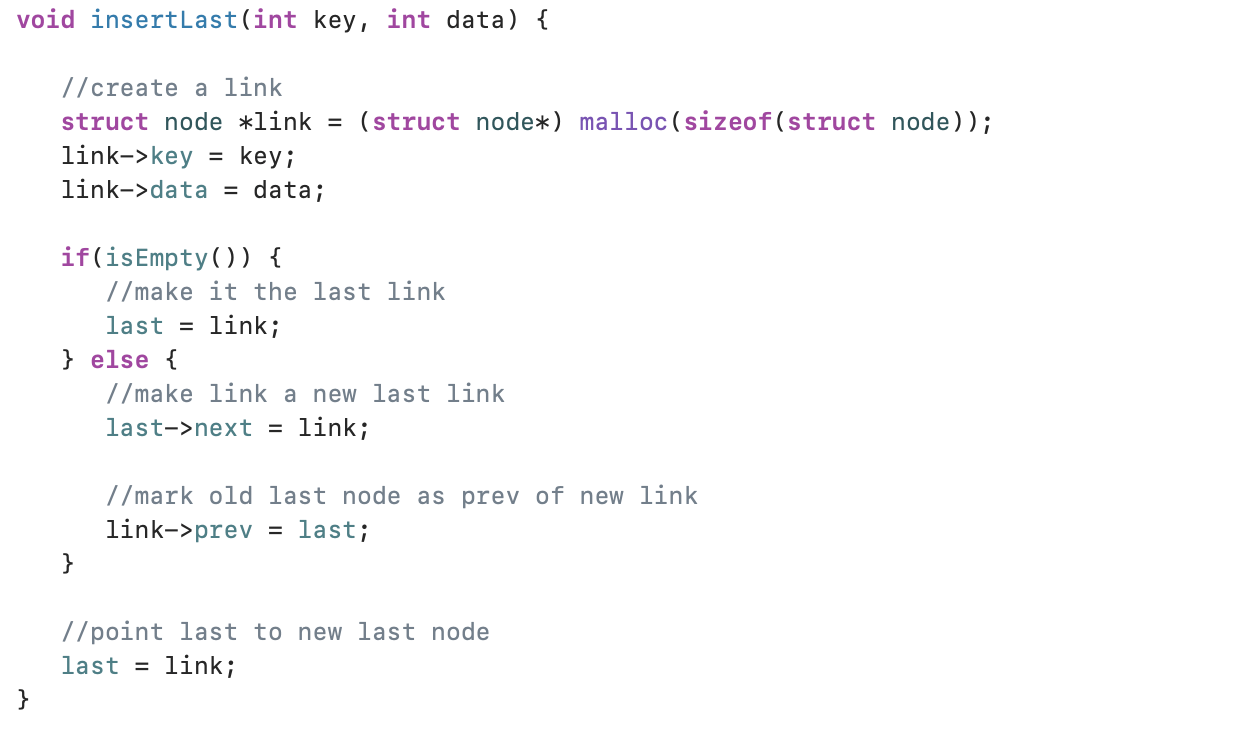 void insertLast(int key, int data) {
//create a link
struct node *link = (struct node*) malloc(sizeof(struct node));
link->key = key;
link->data = data;
if(isEmpty()) {
//make it the last link
last = link;
} else {
//make link a new last link
last->next = link;
//mark old last node as prev of new link
link->prev = last;
}
//point last to new last node
last = link;
}